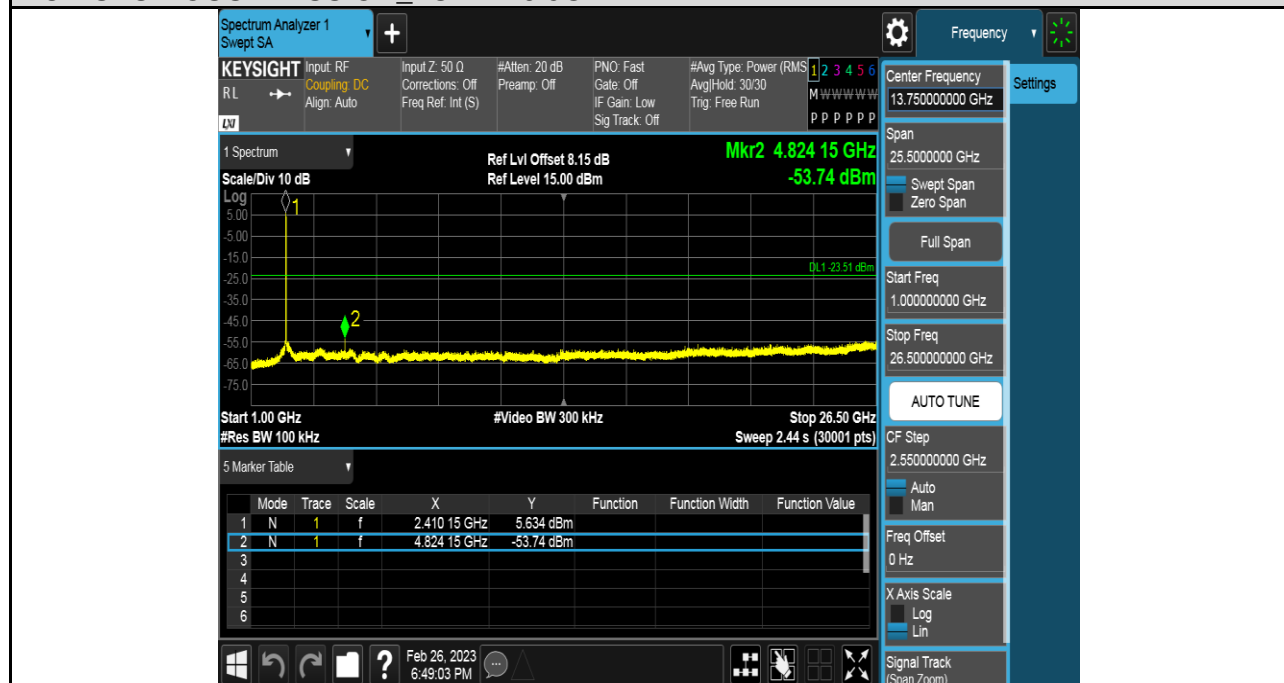 Spectrum Analyzer 1
Swept SA
+
Frequency
KEYSIGHT
RL
LXI
Input: RF
Coupling: DC
Align: Auto
Input Z: 50 Ω
Corrections: Off
Freq Ref: Int (S)
#Atten: 20 dB
Preamp: Off
PNO: Fast
Gate: Off
IF Gain: Low
Sig Track: Off
#Avg Type: Power (RMS
Avg|Hold: 30/30
Trig: Free Run
1 2 3 4 5 6
M W W W W W
P P P P P P
1 Spectrum
Scale/Div 10 dB
Ref Lvl Offset 8.15 dB
Ref Level 15.00 dBm
Mkr2 4.824 15 GHz
-53.74 dBm
Log
5.00
-5.00
-15.0
-25.0
-35.0
-45.0
-55.0
-65.0
-75.0
1
2
DL1 -23.51 dBm
Start 1.00 GHz
#Res BW 100 kHz
#Video BW 300 kHz
Stop 26.50 GHz
Sweep 2.44 s (30001 pts)
5 Marker Table
Mode Trace Scale X Y Function Function Width Function Value
1 N 1 f 2.410 15 GHz 5.634 dBm
2 N 1 f 4.824 15 GHz -53.74 dBm
3
4
5
6
?
Feb 26, 2023
6:49:03 PM
Center Frequency
13.750000000 GHz
Settings
Span
25.5000000 GHz
Swept Span
Zero Span
Full Span
Start Freq
1.000000000 GHz
Stop Freq
26.500000000 GHz
AUTO TUNE
CF Step
2.550000000 GHz
Auto
Man
Freq Offset
0 Hz
X Axis Scale
Log
Lin
Signal Track
(Span Zoom)